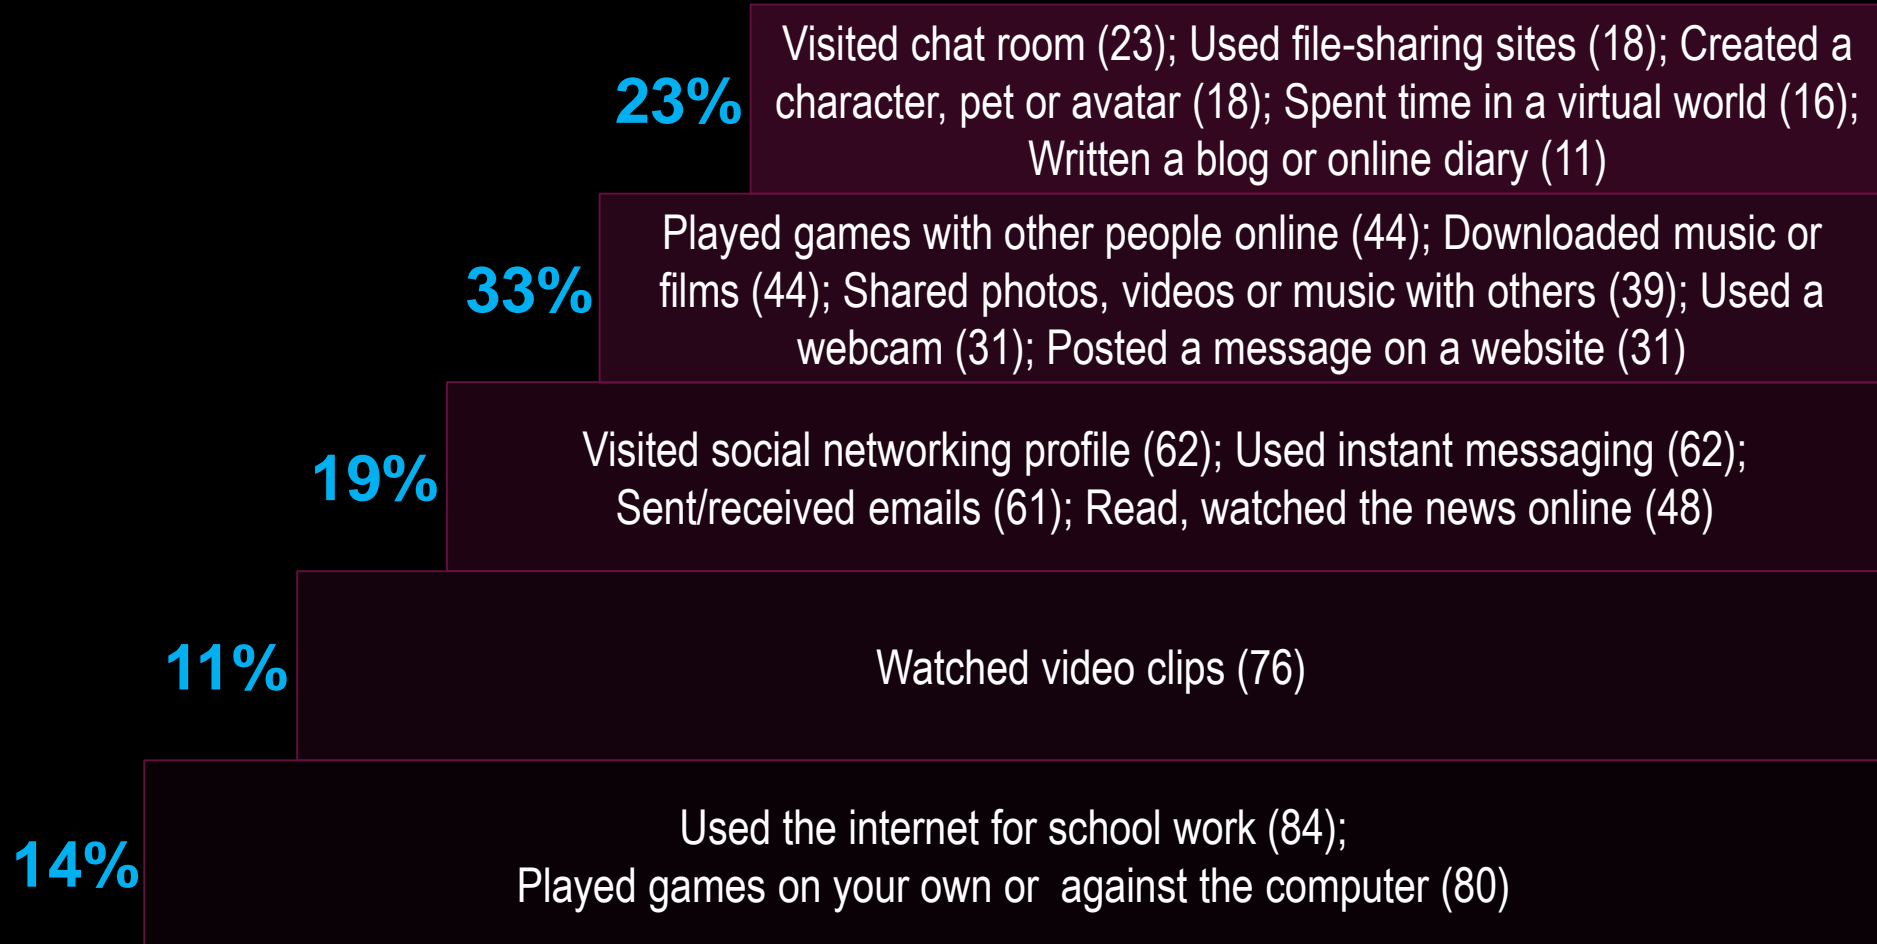 23%
Visited chat room (23); Used file-sharing sites (18); Created a
character, pet or avatar (18); Spent time in a virtual world (16);
Written a blog or online diary (11)
33%
Played games with other people online (44); Downloaded music or
films (44); Shared photos, videos or music with others (39); Used a
webcam (31); Posted a message on a website (31)
19%
Visited social networking profile (62); Used instant messaging (62);
Sent/received emails (61); Read, watched the news online (48)
11%
Watched video clips (76)
14%
Used the internet for school work (84);
Played games on your own or  against the computer (80)